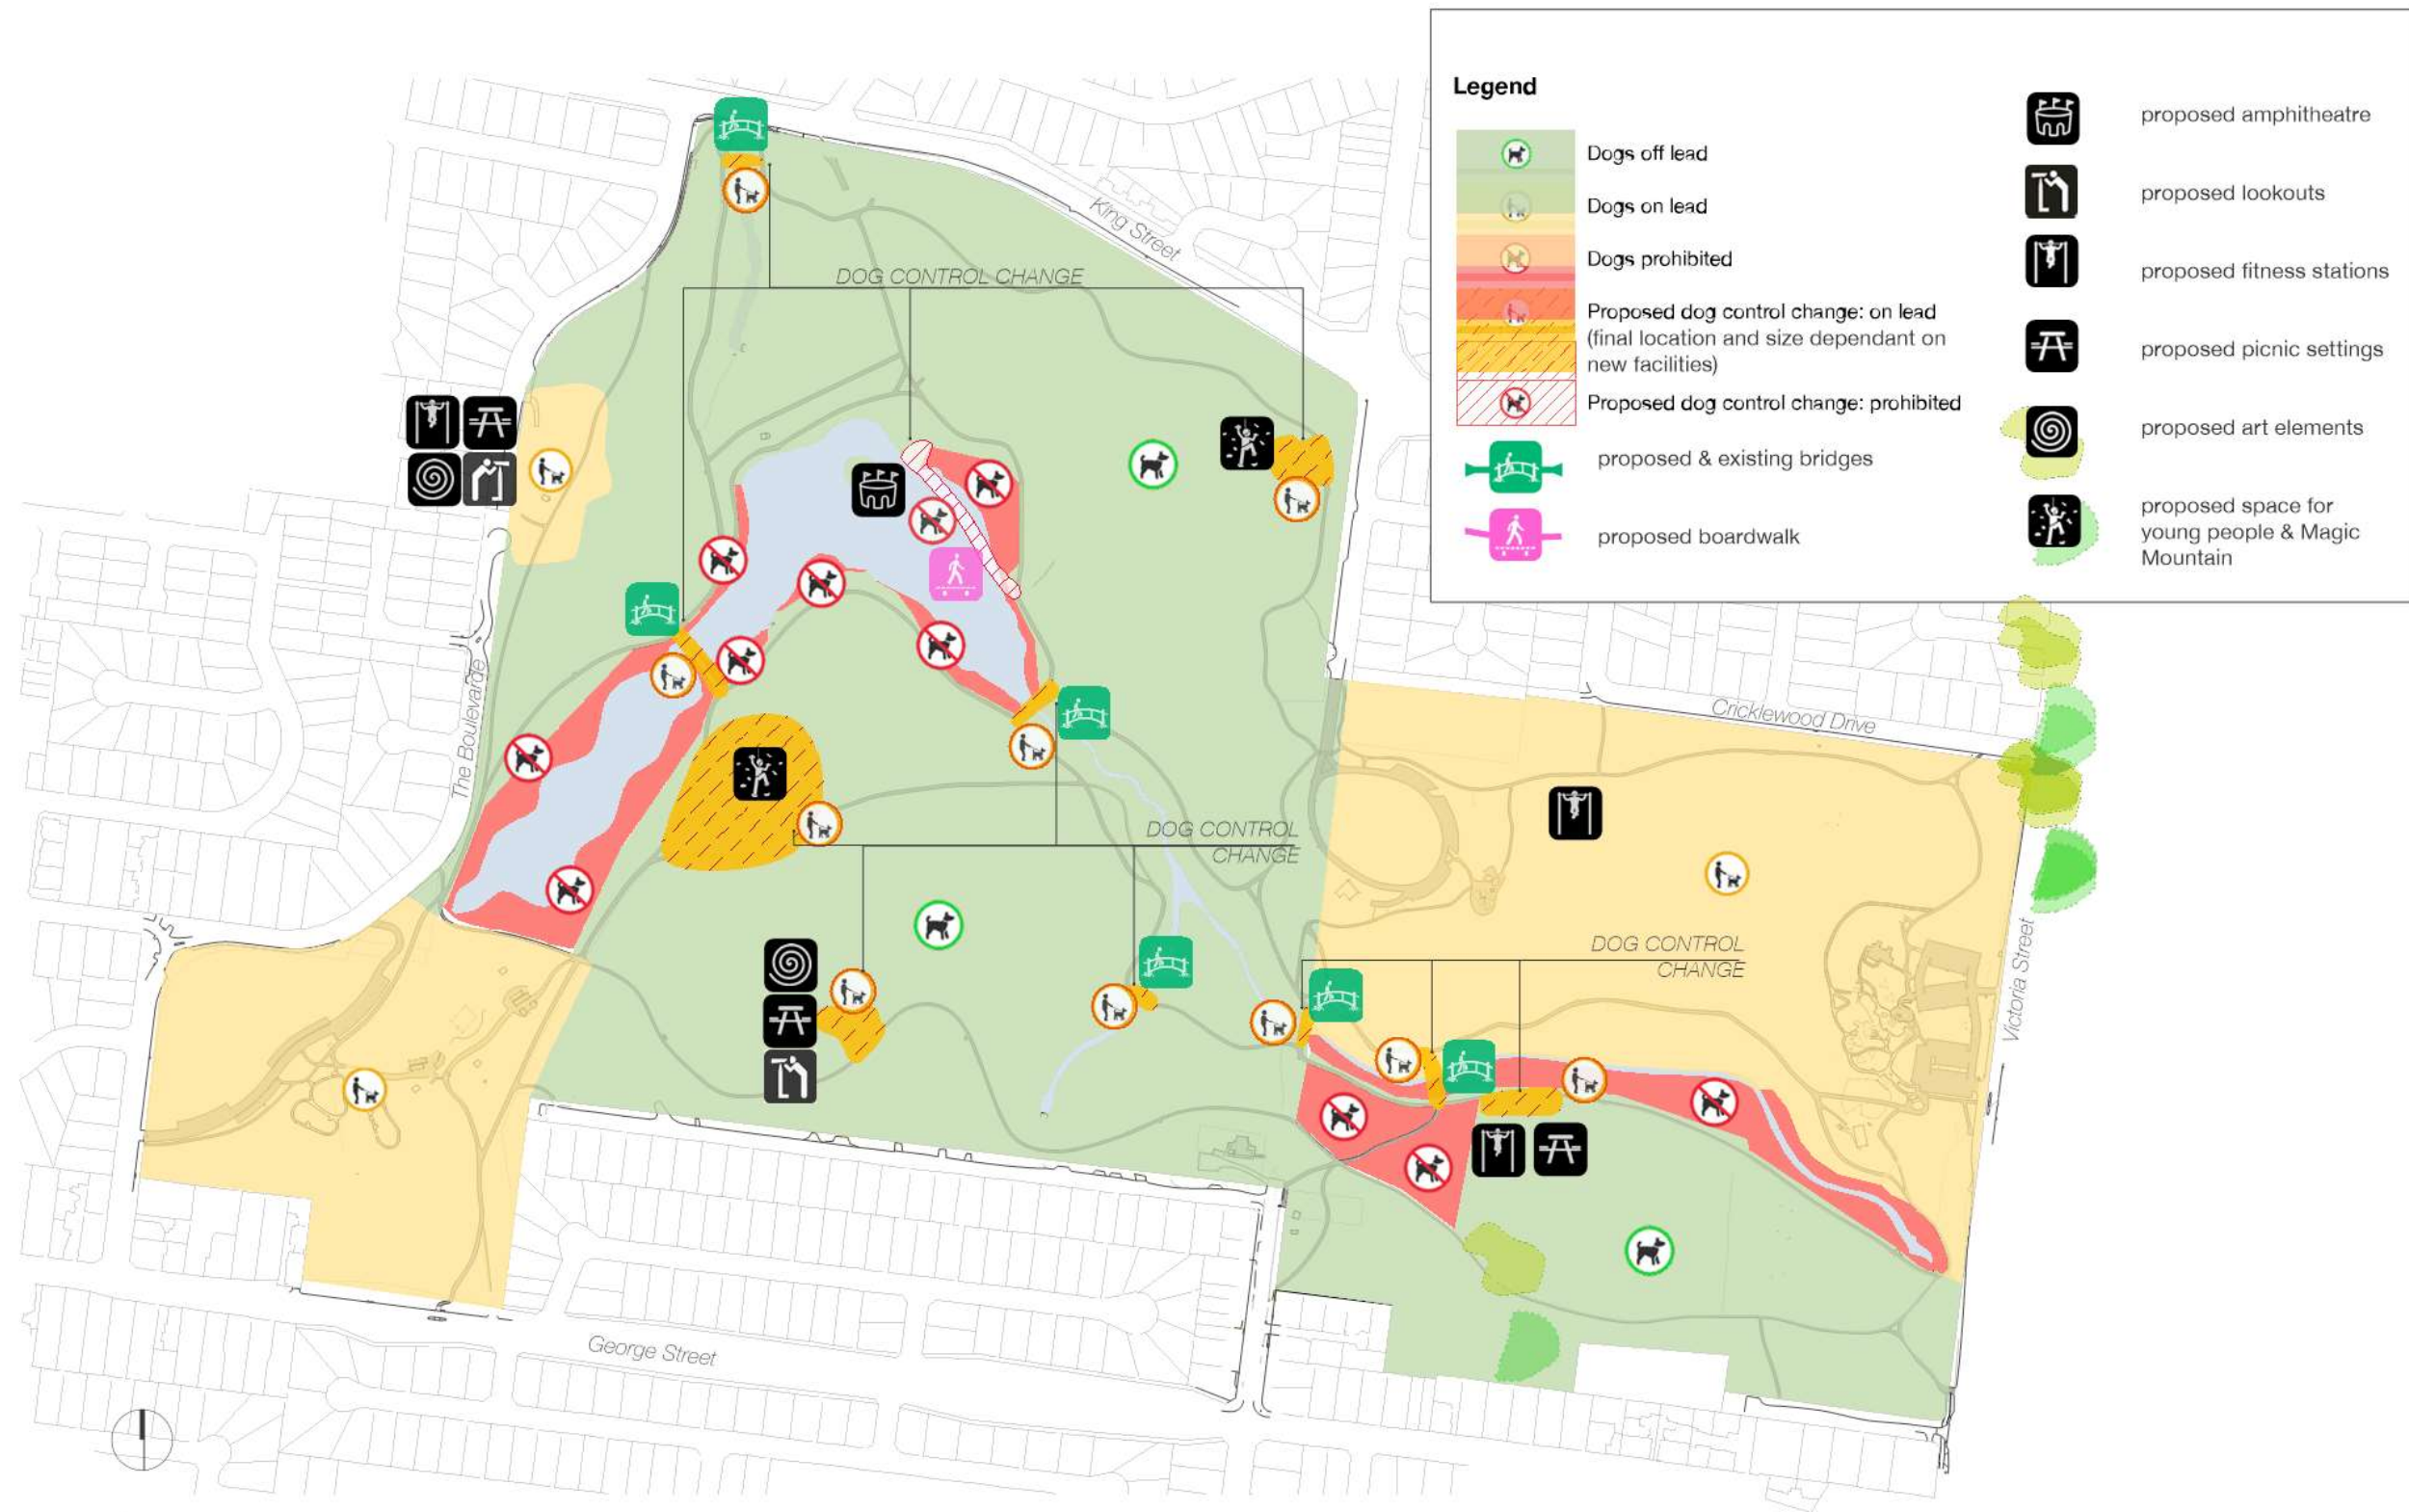 Legend
Dogs off lead
Dogs on lead
Dogs prohibited
Proposed dog control change: on lead
(final location and size dependant on
new facilities)
Proposed dog control change: prohibited
proposed & existing bridges
proposed boardwalk
proposed amphitheatre
proposed lookouts
proposed fitness stations
proposed picnic settings
proposed art elements
proposed space for
young people & Magic
Mountain
King Street
DOG CONTROL CHANGE
The Boulevarde
Cricklewood Drive
DOG CONTROL
CHANGE
DOG CONTROL
CHANGE
Victoria Street
George Street